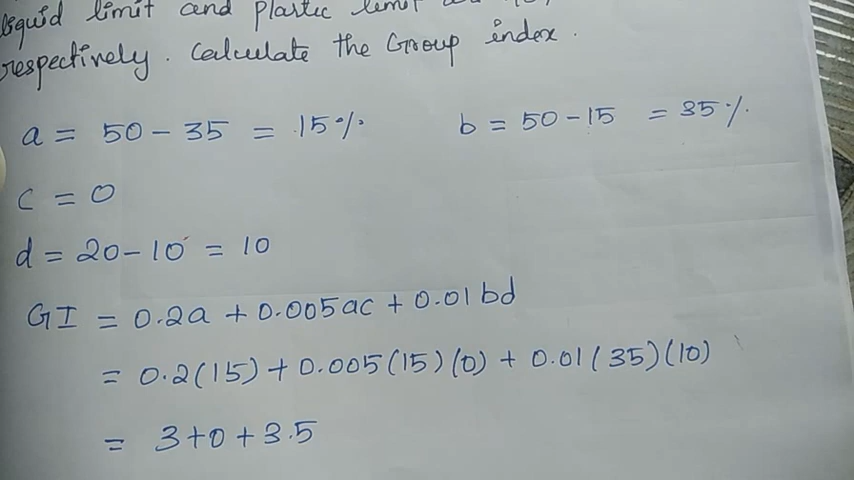 liquid limit and plastic limit
respectively. Calculate the Group index.
a = 50 - 35 = 15% b = 50 - 15 = 35%
c = 0
d = 20 - 10 = 10
GI = 0.2a + 0.005ac + 0.01bd
= 0.2(15) + 0.005(15)(0) + 0.01(35)(10)
= 3+0+3.5